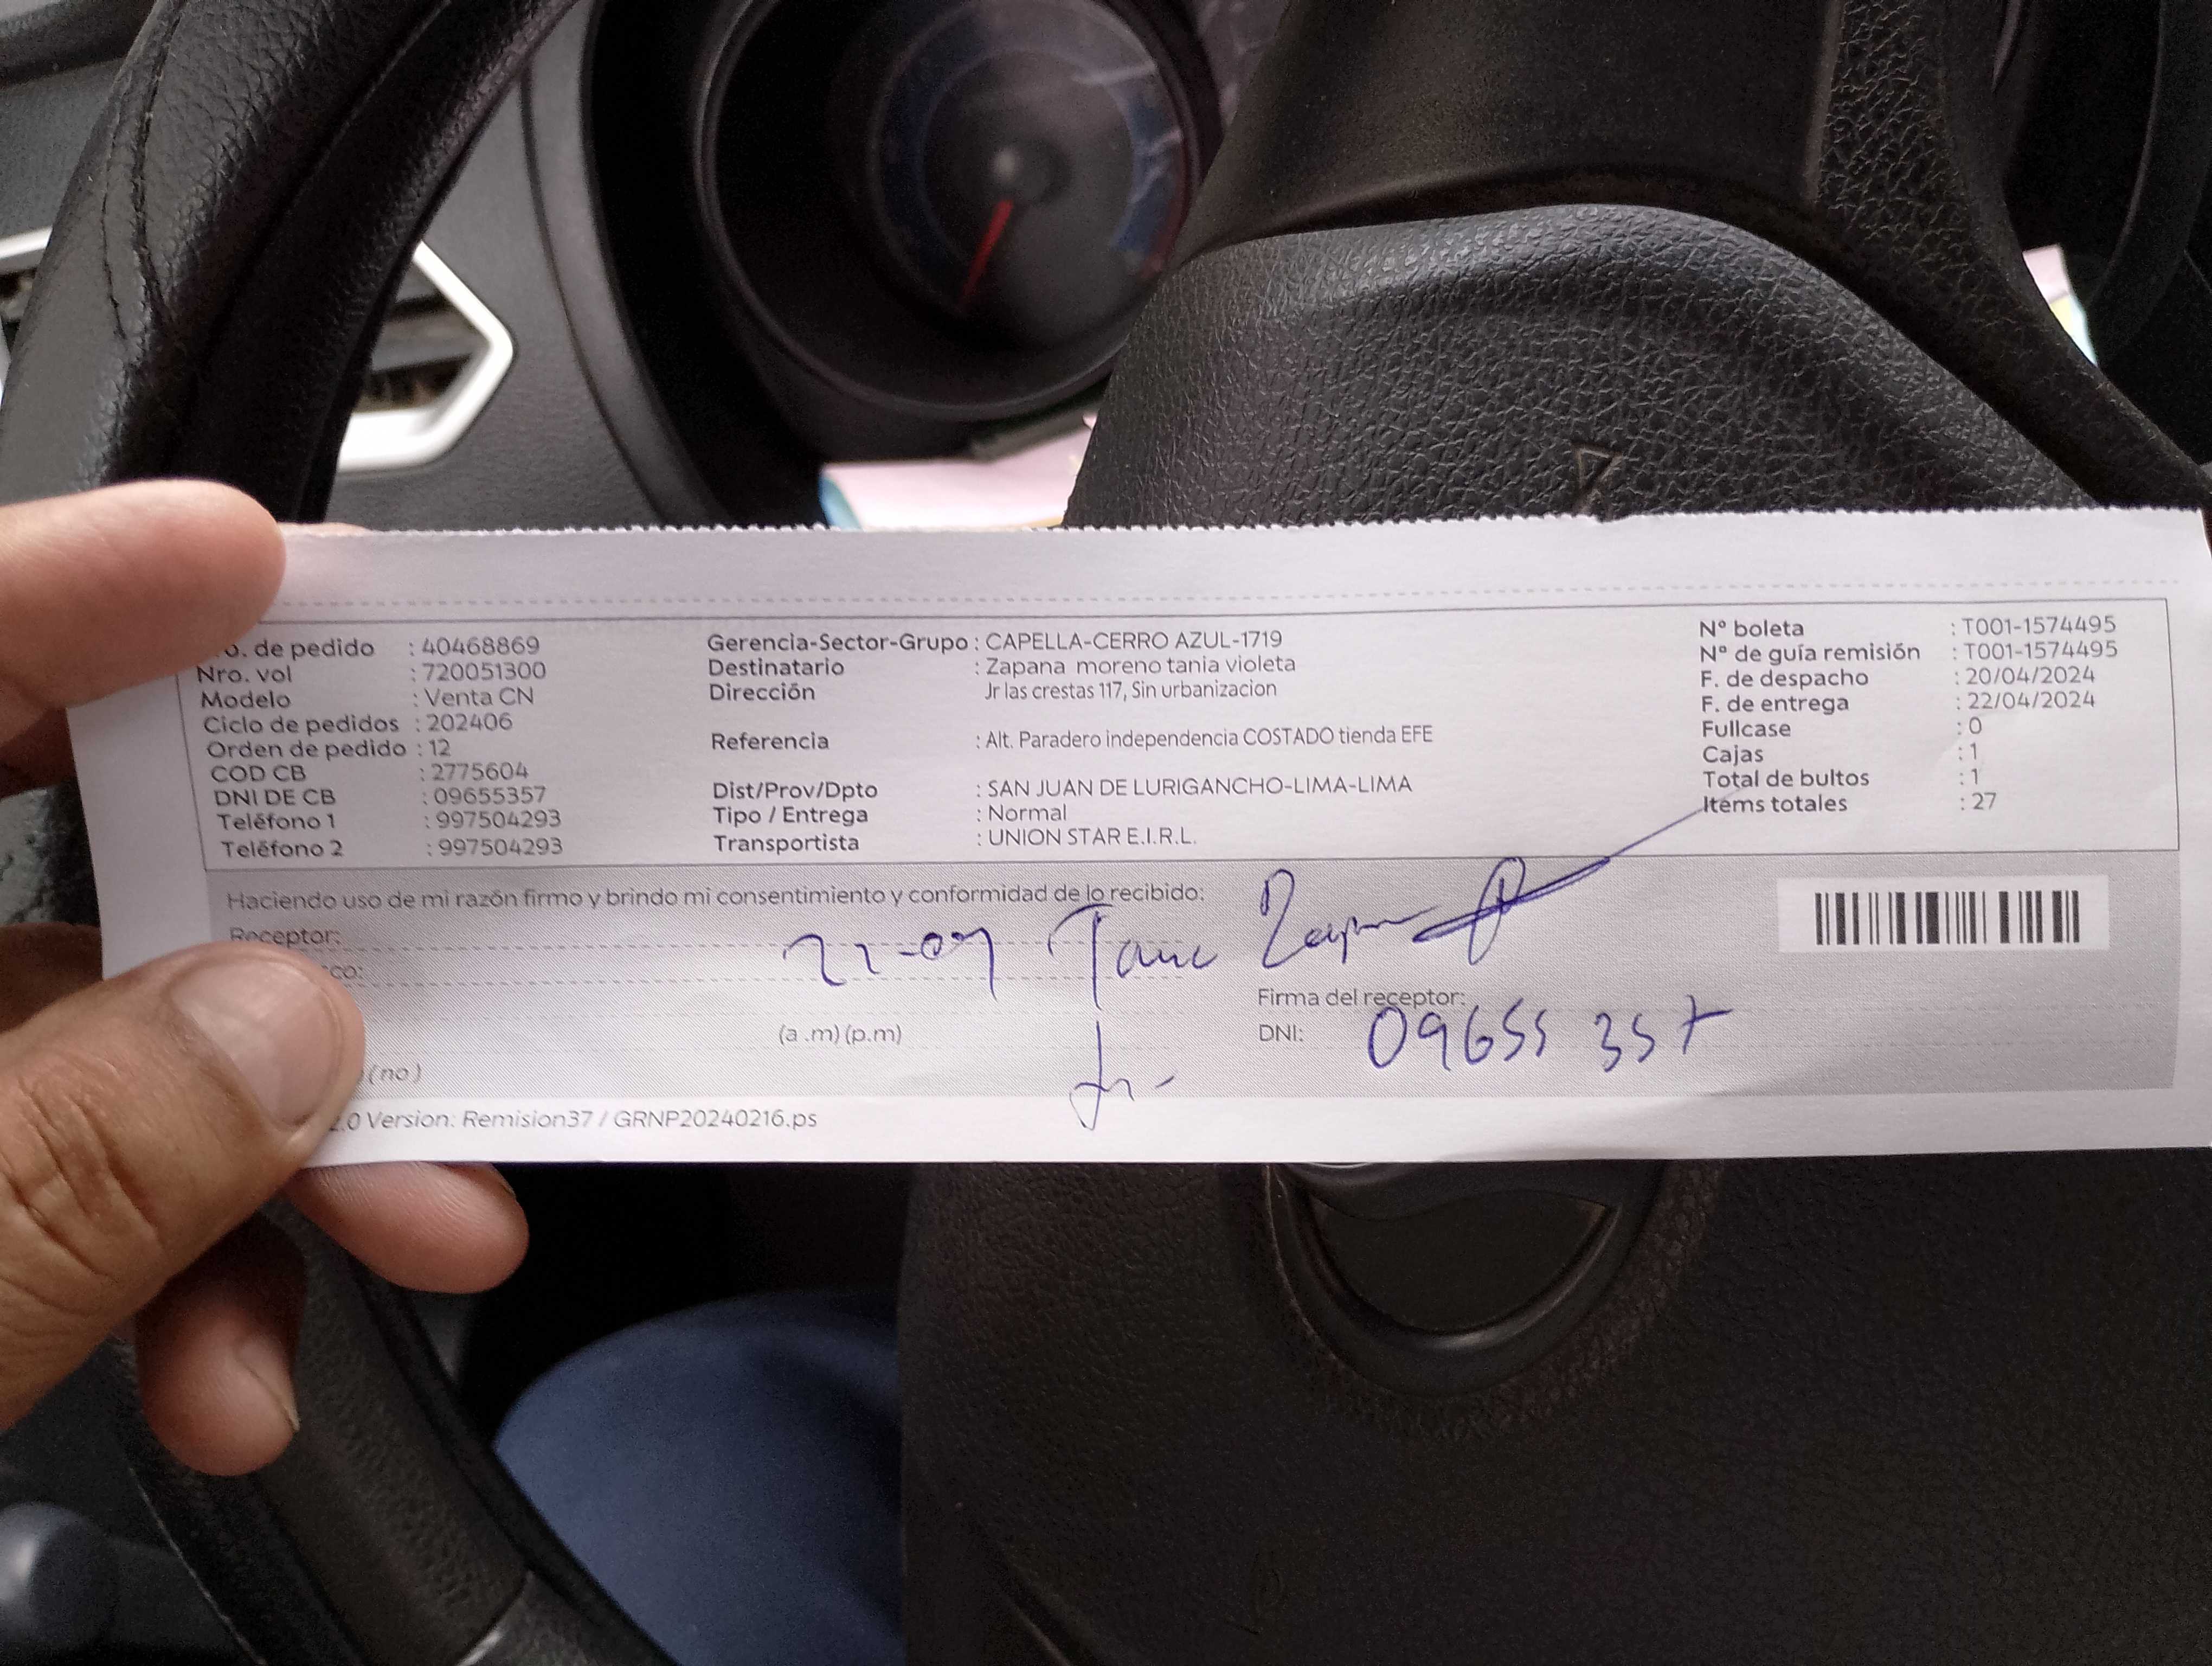 o. de pedido : 40468869
Nro. vol : 720051300
Modelo : Venta CN
Ciclo de pedidos : 202406
Orden de pedido : 12
COD CB : 2775604
DNI DE CB : 09655357
Teléfono 1 : 997504293
Teléfono 2 : 997504293
Gerencia-Sector-Grupo : CAPELLA-CERRO AZUL-1719
Destinatario : Zapana moreno tania violeta
Dirección Jr las crestas 117, Sin urbanizacion
Referencia : Alt. Paradero independencia COSTADO tienda EFE
Dist/Prov/Dpto : SAN JUAN DE LURIGANCHO-LIMA-LIMA
Tipo / Entrega : Normal
Transportista : UNION STAR E.I.R.L.
N° boleta : T001-1574495
N° de guía remisión : T001-1574495
F. de despacho : 20/04/2024
F. de entrega : 22/04/2024
Fullcase : 0
Cajas : 1
Total de bultos : 1
Items totales : 27
Haciendo uso de mi razón firmo y brindo mi consentimiento y conformidad de lo recibido:
Receptor:
co:
Firma del receptor:
(a .m) (p.m)
DNI: 09655357
(no)
2.0 Version: Remision37 / GRNP20240216.ps